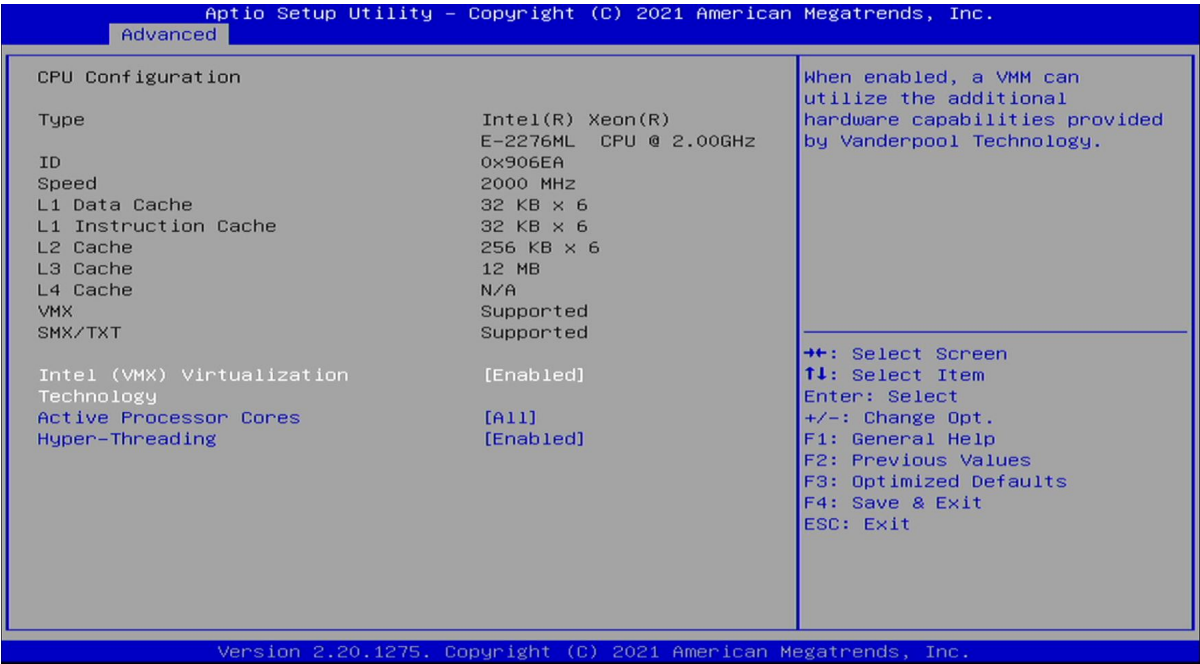 Aptio Setup Utility – Copyright (C) 2021 American Megatrends, Inc.
Advanced
CPU Configuration
Type Intel(R) Xeon(R)
E-2276ML CPU @ 2.00GHz
ID 0x906EA
Speed 2000 MHz
L1 Data Cache 32 KB x 6
L1 Instruction Cache 32 KB x 6
L2 Cache 256 KB x 6
L3 Cache 12 MB
L4 Cache N/A
VMX Supported
SMX/TXT Supported
Intel (VMX) Virtualization [Enabled]
Technology
Active Processor Cores [All]
Hyper-Threading [Enabled]
When enabled, a VMM can
utilize the additional
hardware capabilities provided
by Vanderpool Technology.
→←: Select Screen
↑↓: Select Item
Enter: Select
+/-: Change Opt.
F1: General Help
F2: Previous Values
F3: Optimized Defaults
F4: Save & Exit
ESC: Exit
Version 2.20.1275. Copyright (C) 2021 American Megatrends, Inc.